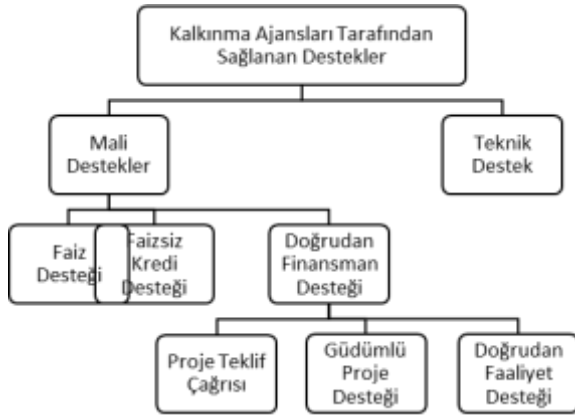 Kalkınma Ajansları Tarafından
Sağlanan Destekler
Mali
Destekler
Teknik
Destek
Faiz
Desteği
Faizsiz
Kredi
Desteği
Doğrudan
Finansman
Desteği
Proje Teklif
Çağrısı
Güdümlü
Proje
Desteği
Doğrudan
Faaliyet
Desteği